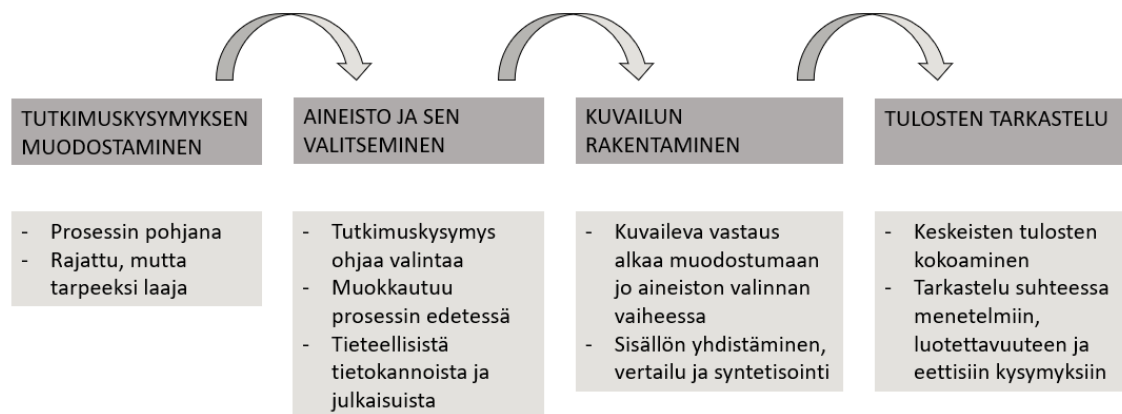 TUTKIMUSKYSYMYKSEN
MUODOSTAMINEN
- Prosessin pohjana
- Rajattu, mutta
tarpeeksi laaja
AINEISTO JA SEN
VALITSEMINEN
- Tutkimuskysymys
ohjaa valintaa
- Muokkautuu
prosessin edetessä
- Tieteellisistä
tietokannoista ja
julkaisuista
KUVAILUN
RAKENTAMINEN
- Kuvaileva vastaus
alkaa muodostumaan
jo aineiston valinnan
vaiheessa
- Sisällön yhdistäminen,
vertailu ja syntetisointi
TULOSTEN TARKASTELU
- Keskeisten tulosten
kokoaminen
- Tarkastelu suhteessa
menetelmiin,
luotettavuuteen ja
eettisiin kysymyksiin